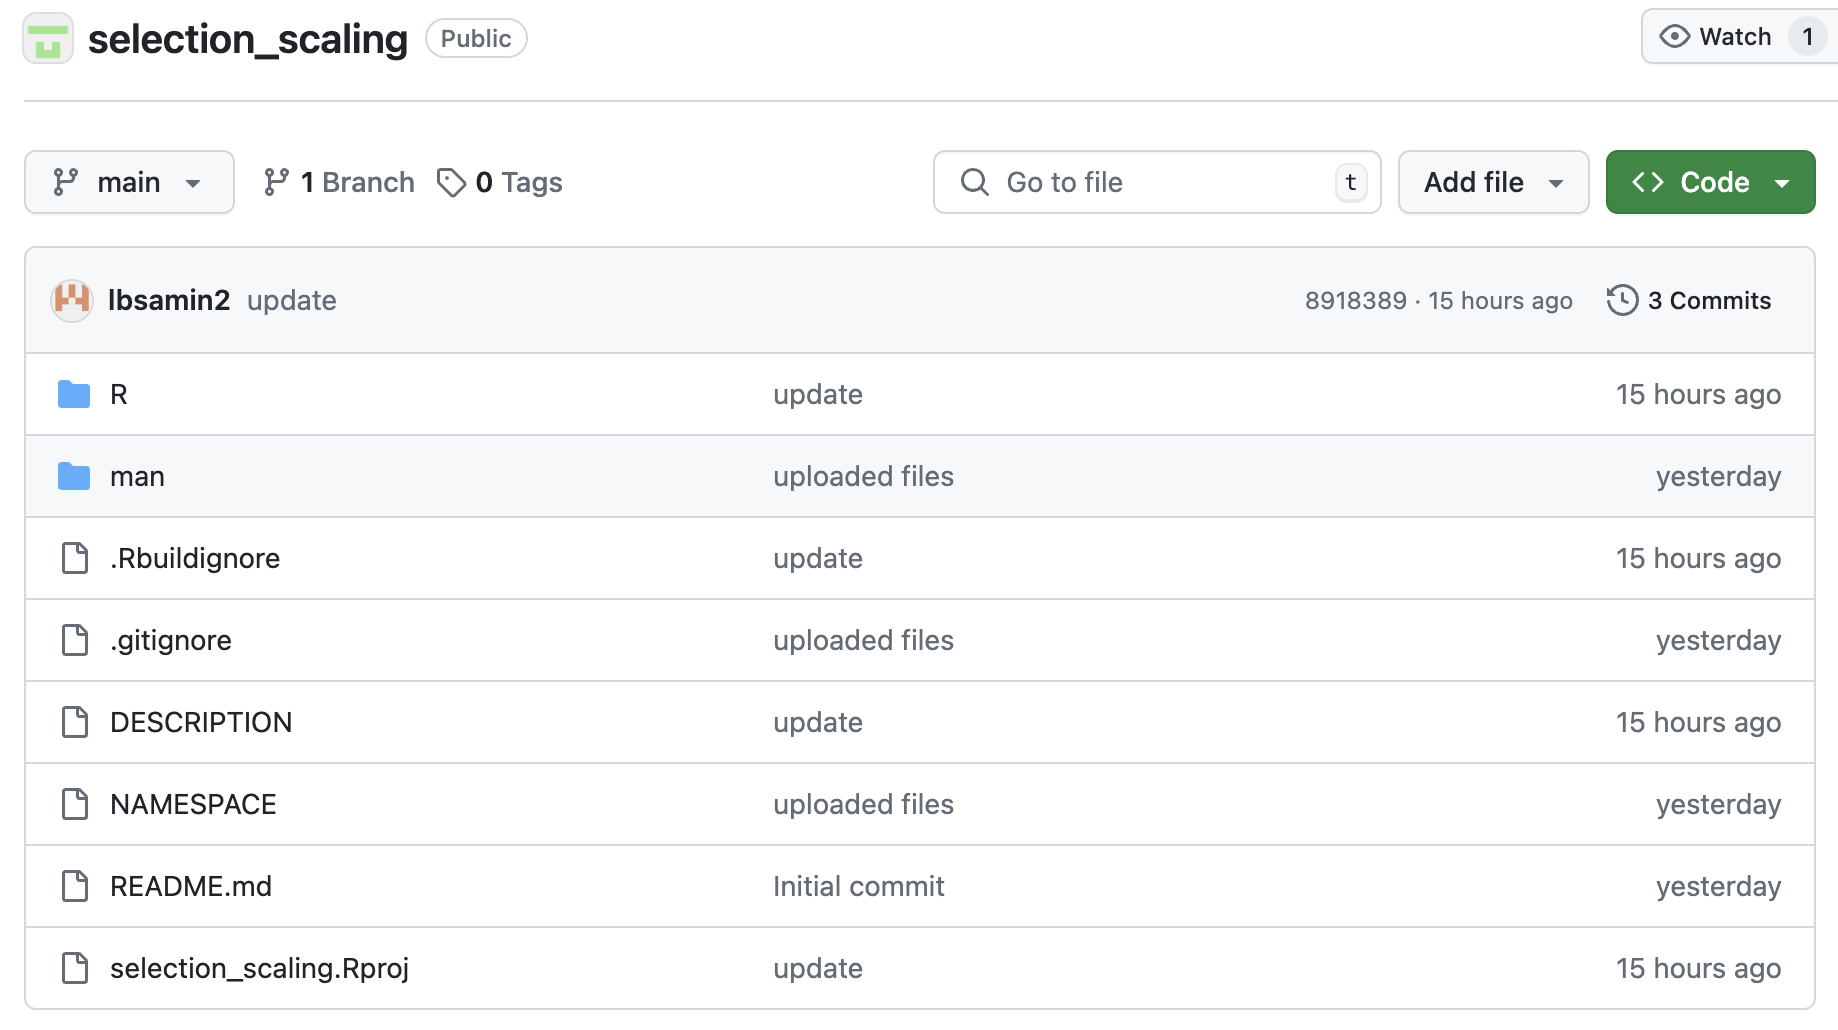 selection_scaling Public Watch 1
main 1 Branch 0 Tags Go to file t Add file Code
lbsamin2 update 8918389 · 15 hours ago 3 Commits
R update 15 hours ago
man uploaded files yesterday
.Rbuildignore update 15 hours ago
.gitignore uploaded files yesterday
DESCRIPTION update 15 hours ago
NAMESPACE uploaded files yesterday
README.md Initial commit yesterday
selection_scaling.Rproj update 15 hours ago